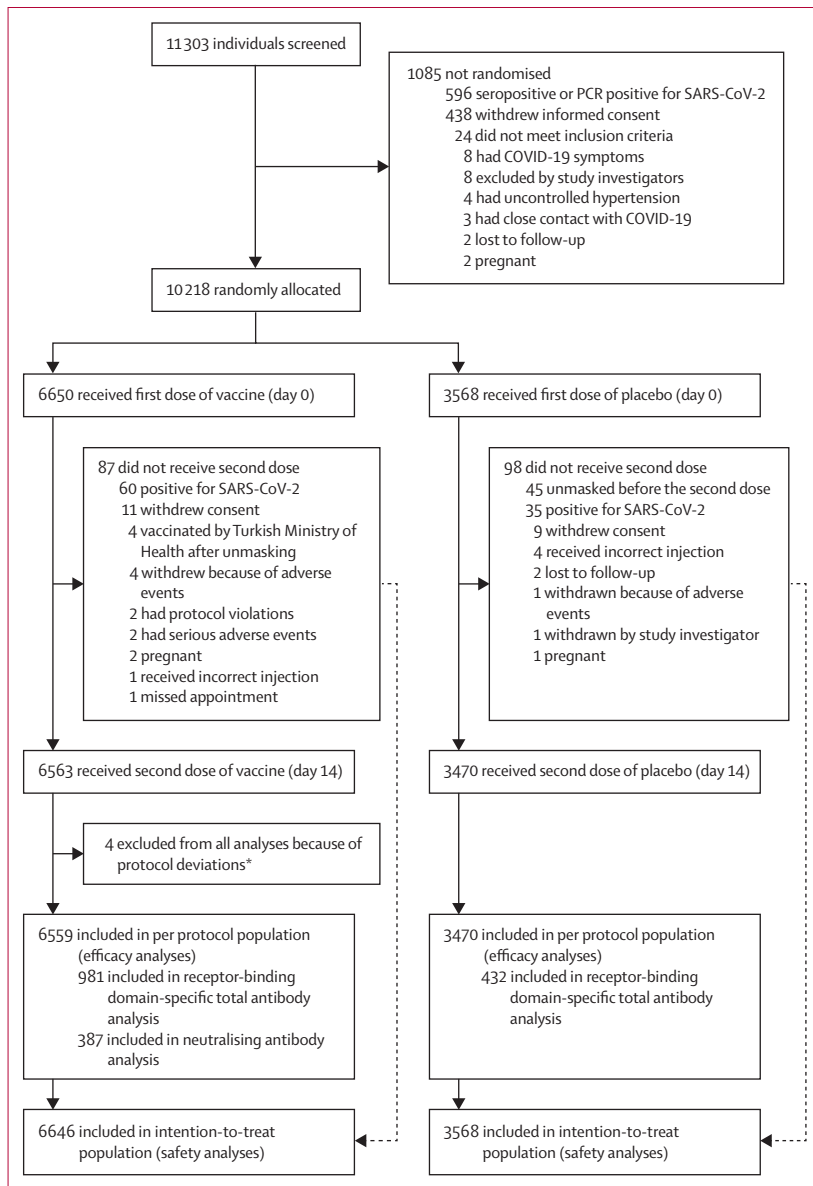 11303 individuals screened
1085 not randomised
596 seropositive or PCR positive for SARS-CoV-2
438 withdrew informed consent
24 did not meet inclusion criteria
8 had COVID-19 symptoms
8 excluded by study investigators
4 had uncontrolled hypertension
3 had close contact with COVID-19
2 lost to follow-up
2 pregnant
10218 randomly allocated
6650 received first dose of vaccine (day 0)
3568 received first dose of placebo (day 0)
87 did not receive second dose
60 positive for SARS-CoV-2
11 withdrew consent
4 vaccinated by Turkish Ministry of
Health after unmasking
4 withdrew because of adverse
events
2 had protocol violations
2 had serious adverse events
2 pregnant
1 received incorrect injection
1 missed appointment
98 did not receive second dose
45 unmasked before the second dose
35 positive for SARS-CoV-2
9 withdrew consent
4 received incorrect injection
2 lost to follow-up
1 withdrawn because of adverse
events
1 withdrawn by study investigator
1 pregnant
6563 received second dose of vaccine (day 14)
3470 received second dose of placebo (day 14)
4 excluded from all analyses because of
protocol deviations*
6559 included in per protocol population
(efficacy analyses)
981 included in receptor-binding
domain-specific total antibody
analysis
387 included in neutralising antibody
analysis
3470 included in per protocol population
(efficacy analyses)
432 included in receptor-binding
domain-specific total antibody
analysis
6646 included in intention-to-treat
population (safety analyses)
3568 included in intention-to-treat
population (safety analyses)